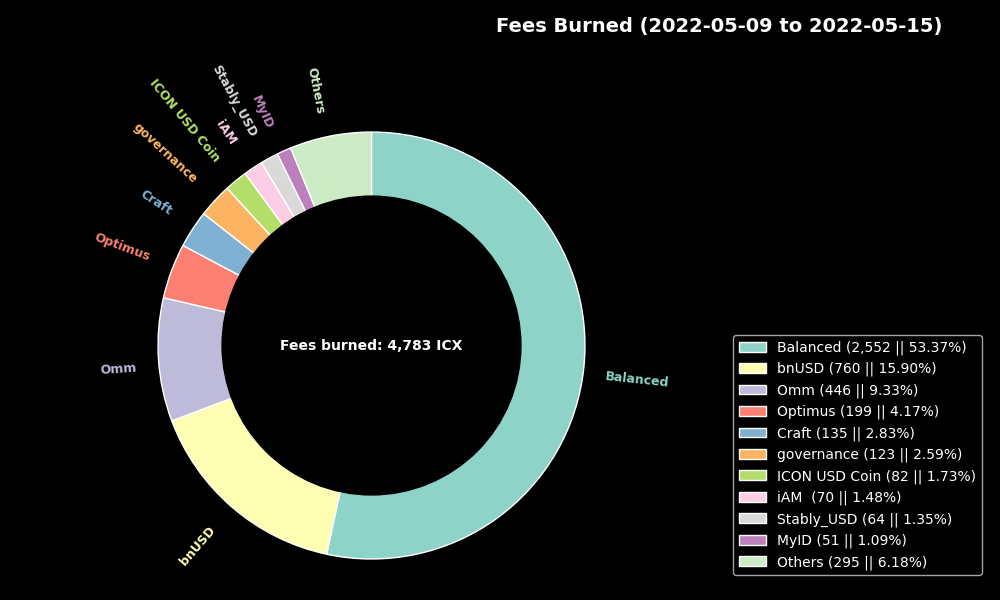 Fees Burned (2022-05-09 to 2022-05-15)
Others
MyID
Stably_USD
iAM
ICON USD Coin
governance
Craft
Optimus
Omm
bnUSD
Balanced
Fees burned: 4,783 ICX
Balanced (2,552 || 53.37%)
bnUSD (760 || 15.90%)
Omm (446 || 9.33%)
Optimus (199 || 4.17%)
Craft (135 || 2.83%)
governance (123 || 2.59%)
ICON USD Coin (82 || 1.73%)
iAM  (70 || 1.48%)
Stably_USD (64 || 1.35%)
MyID (51 || 1.09%)
Others (295 || 6.18%)